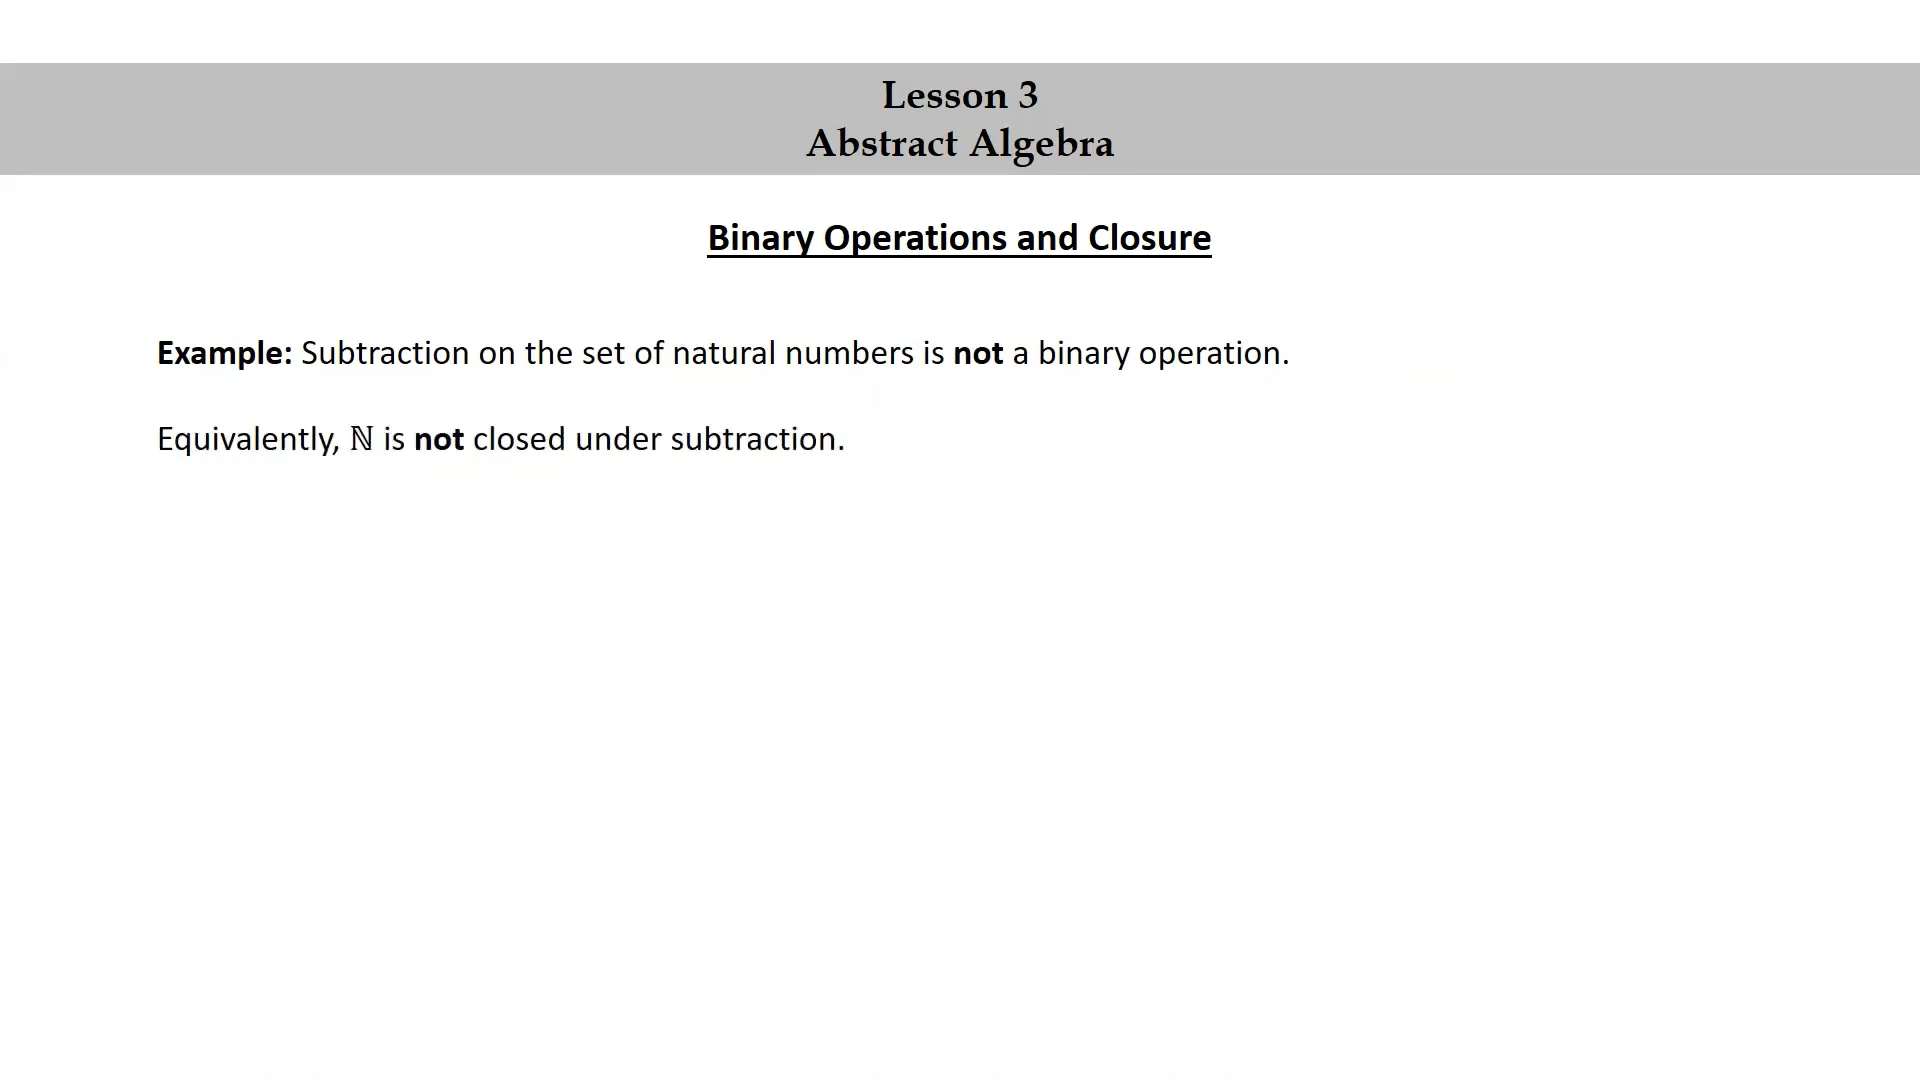 Lesson 3
Abstract Algebra
Binary Operations and Closure
Example: Subtraction on the set of natural numbers is not a binary operation.
Equivalently, ℕ is not closed under subtraction.